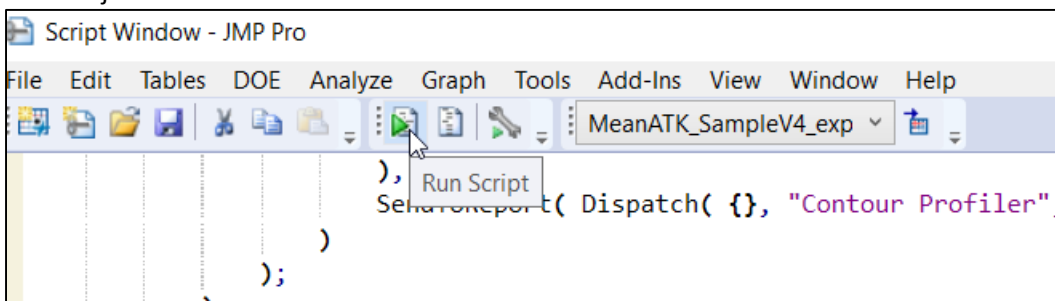 Script Window - JMP Pro
File Edit Tables DOE Analyze Graph Tools Add-Ins View Window Help
MeanATK_SampleV4_exp
),
Run Script
SendToReport( Dispatch( {}, "Contour Profiler"
)
);